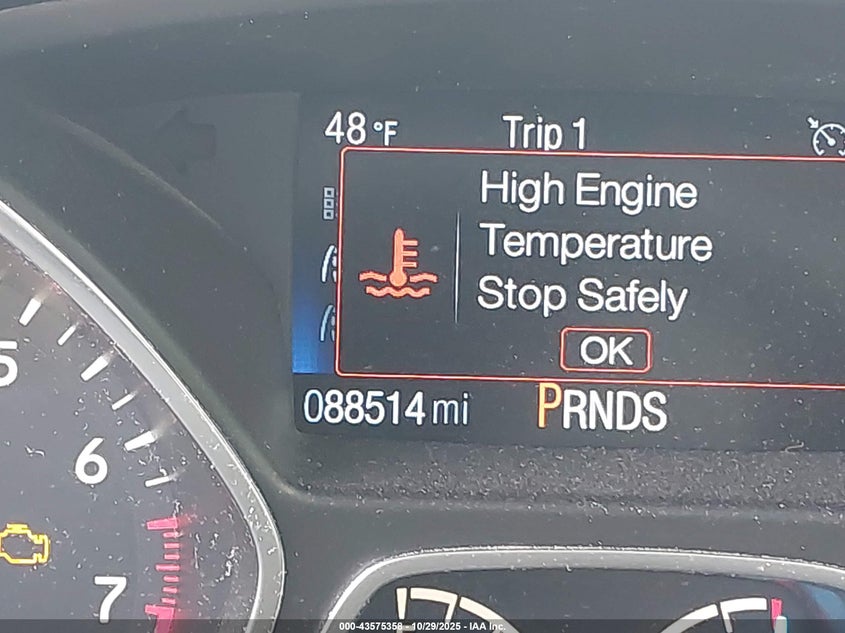 48 °F
Trip 1
High Engine
Temperature
Stop Safely
OK
088514 mi
PRNDS
5
6
7
000-43575358 - 10/29/2025 - IAA Inc.